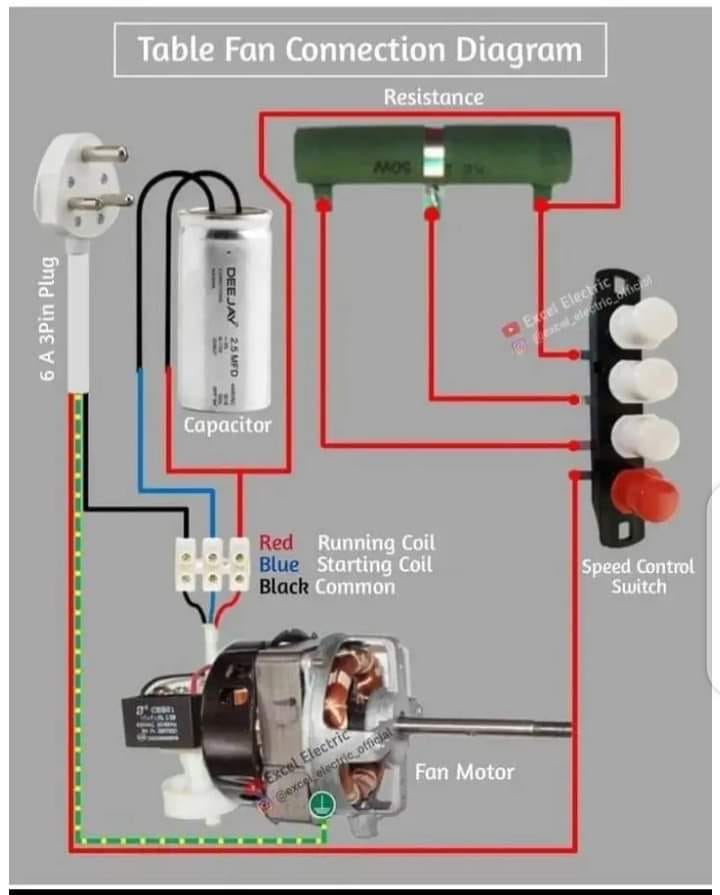 Table Fan Connection Diagram
Resistance
6 A 3Pin Plug
DEEJAY
2.5 MFD
Capacitor
Excel Electric
@excel_electric_official
Red Running Coil
Blue Starting Coil
Black Common
Speed Control
Switch
Excel Electric
@excel_electric_official
Fan Motor
50W
CBB61